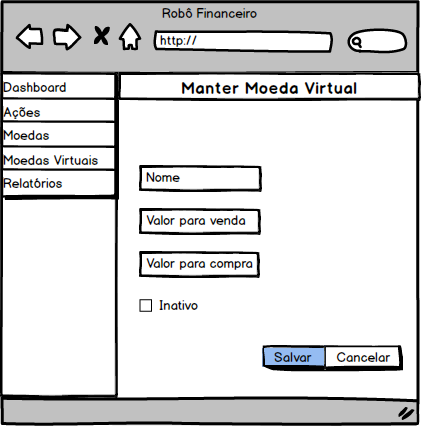 Robô Financeiro
http://
Dashboard
Ações
Moedas
Moedas Virtuais
Relatórios
Manter Moeda Virtual
Nome
Valor para venda
Valor para compra
Inativo
Salvar Cancelar